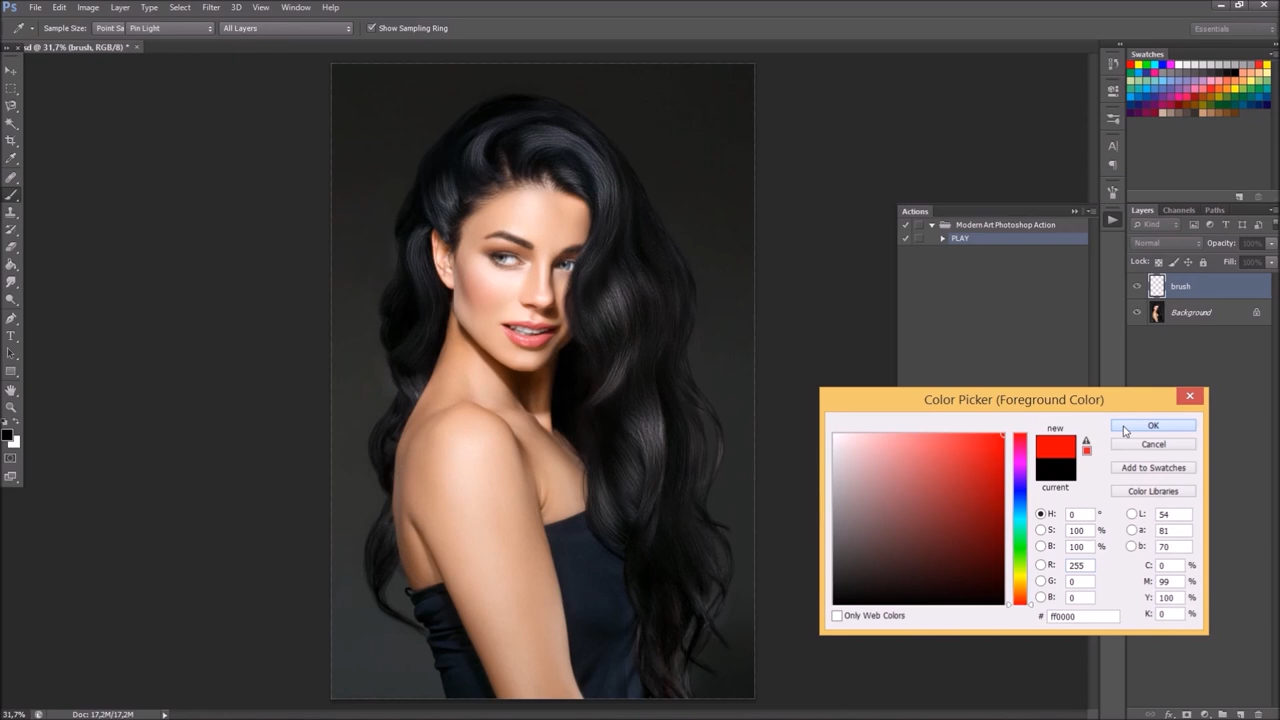 Ps File Edit Image Layer Type Select Filter 3D View Window Help
Sample Size: Point Sa Pin Light All Layers Show Sampling Ring Essentials
sd @ 31,7% (brush, RGB/8) * ×
Swatches
Actions
Modern Art Photoshop Action
PLAY
Layers Channels Paths
Kind
Normal Opacity: 100%
Lock: Fill: 100%
brush
Background
Color Picker (Foreground Color)
new
current
OK
Cancel
Add to Swatches
Color Libraries
H: 0 ° L: 54
S: 100 % a: 81
B: 100 % b: 70
R: 255 C: 0 %
G: 0 M: 99 %
B: 0 Y: 100 %
# ff0000 K: 0 %
Only Web Colors
31,7% Doc: 17,2M/17,2M